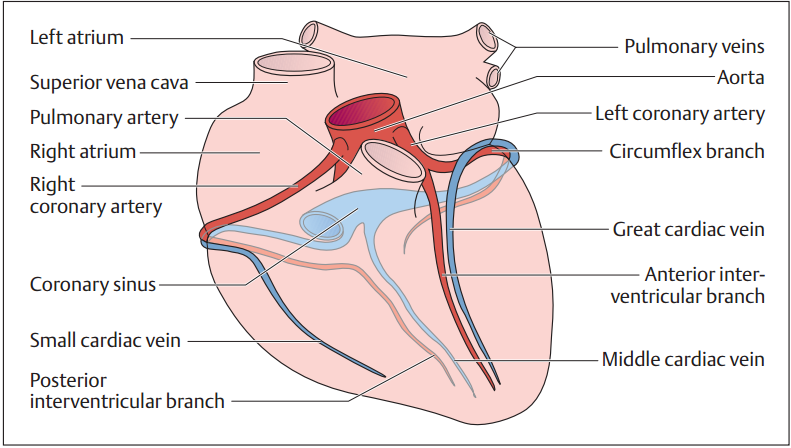 Left atrium
Superior vena cava
Pulmonary artery
Right atrium
Right
coronary artery
Coronary sinus
Small cardiac vein
Posterior
interventricular branch
Pulmonary veins
Aorta
Left coronary artery
Circumflex branch
Great cardiac vein
Anterior inter-
ventricular branch
Middle cardiac vein